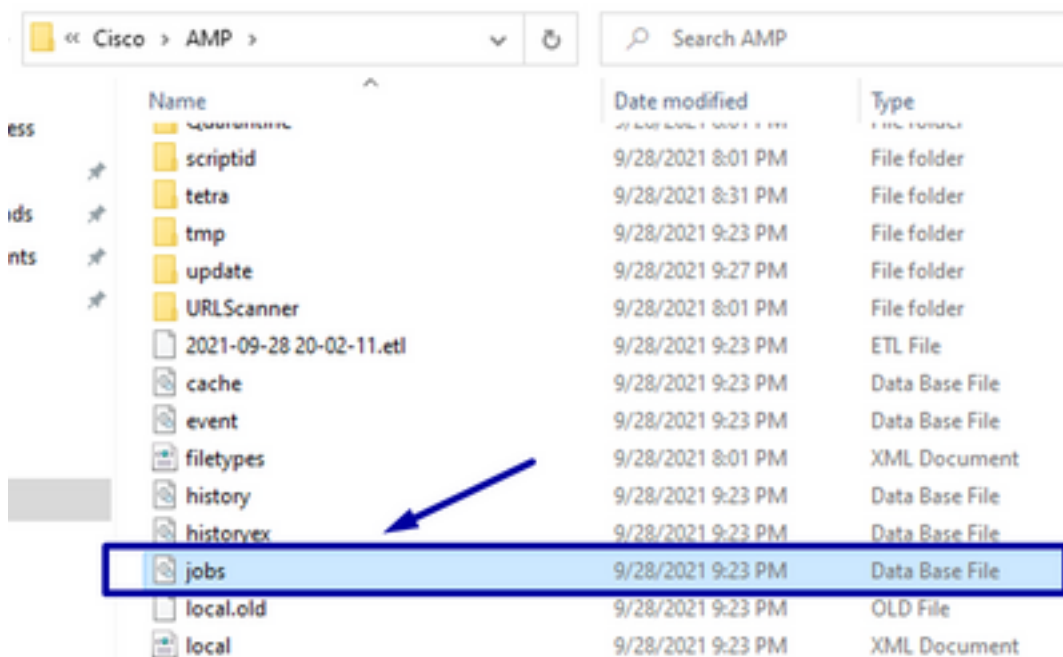 « Cisco > AMP >
Search AMP
Name Date modified Type
ess
scriptid 9/28/2021 8:01 PM File folder
tetra 9/28/2021 8:31 PM File folder
ds
tmp 9/28/2021 9:23 PM File folder
nts
update 9/28/2021 9:27 PM File folder
URLScanner 9/28/2021 8:01 PM File folder
2021-09-28 20-02-11.etl 9/28/2021 9:23 PM ETL File
cache 9/28/2021 9:23 PM Data Base File
event 9/28/2021 9:23 PM Data Base File
filetypes 9/28/2021 8:01 PM XML Document
history 9/28/2021 9:23 PM Data Base File
historyex 9/28/2021 9:23 PM Data Base File
jobs 9/28/2021 9:23 PM Data Base File
local.old 9/28/2021 9:23 PM OLD File
local 9/28/2021 9:23 PM XML Document